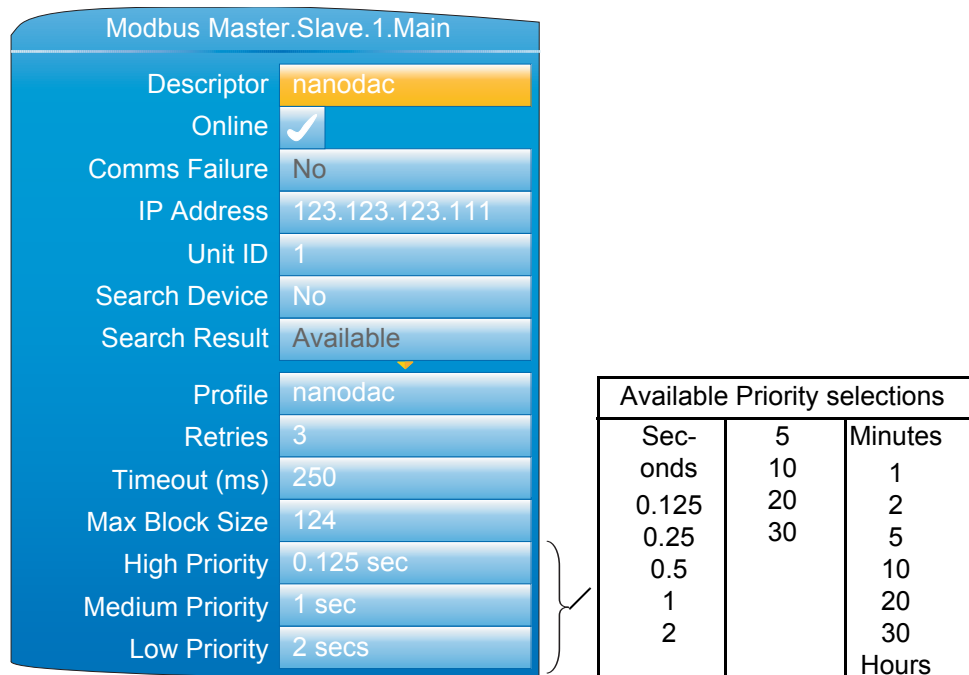 Modbus Master.Slave.1.Main
Descriptor nanodac
Online
Comms Failure No
IP Address 123.123.123.111
Unit ID 1
Search Device No
Search Result Available
Profile nanodac
Retries 3
Timeout (ms) 250
Max Block Size 124
High Priority 0.125 sec
Medium Priority 1 sec
Low Priority 2 secs
Available Priority selections
Sec-
onds
0.125
0.25
0.5
1
2
5
10
20
30
Minutes
1
2
5
10
20
30
Hours